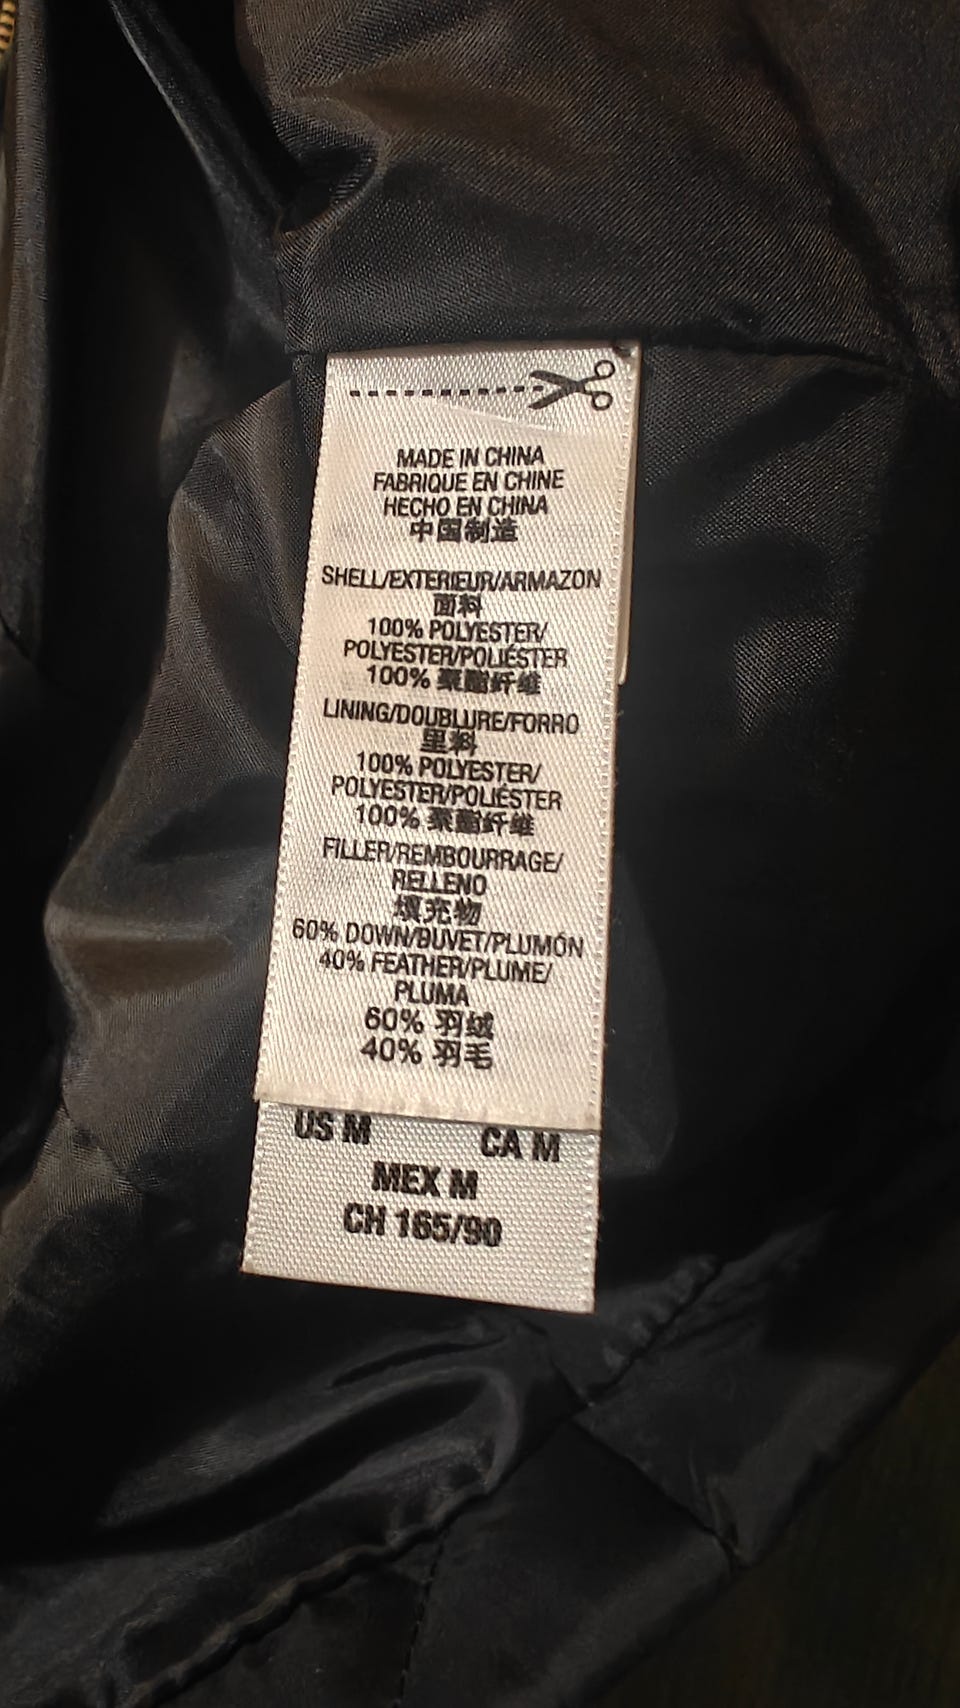 MADE IN CHINA
FABRIQUE EN CHINE
HECHO EN CHINA
中国制造
SHELL/EXTERIEUR/ARMAZON
面料
100% POLYESTER/
POLYESTER/POLIÉSTER
100% 聚酯纤维
LINING/DOUBLURE/FORRO
里料
100% POLYESTER/
POLYESTER/POLIÉSTER
100% 聚酯纤维
FILLER/REMBOURRAGE/
RELLENO
填充物
60% DOWN/DUVET/PLUMÓN
40% FEATHER/PLUME/
PLUMA
60% 羽绒
40% 羽毛
US M CA M
MEX M
CH 165/90